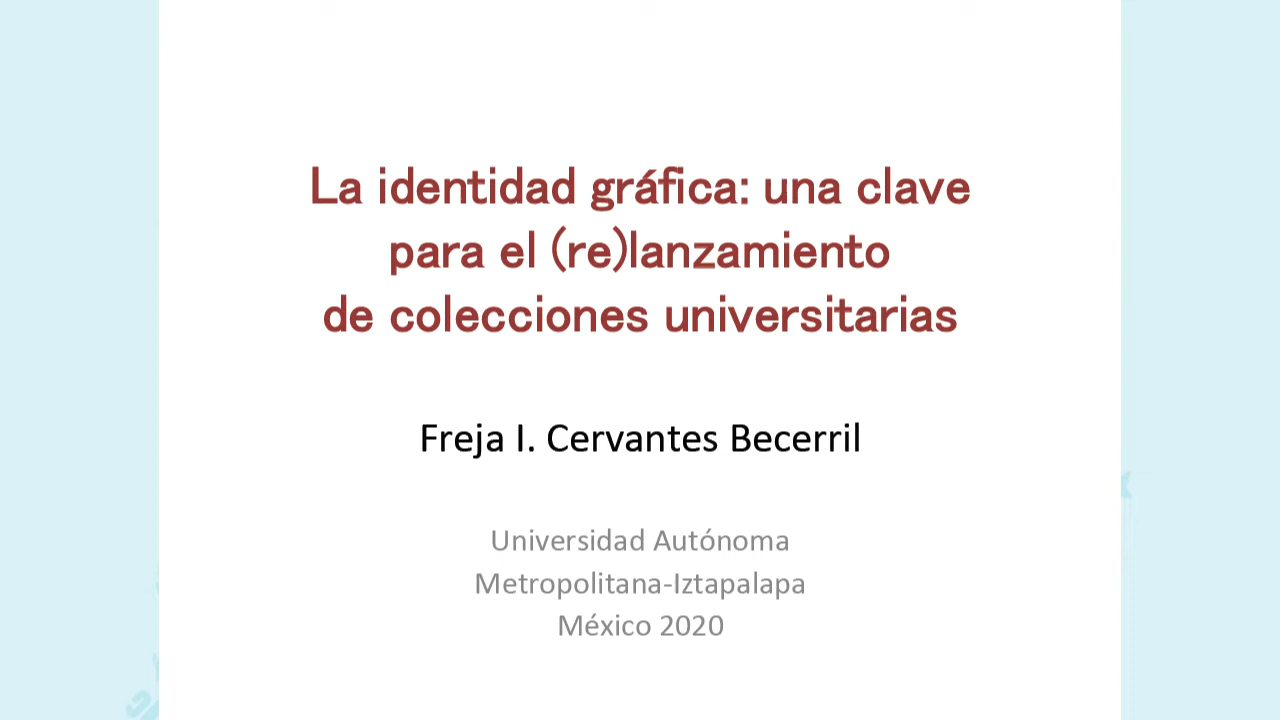 La identidad gráfica: una clave
para el (re)lanzamiento
de colecciones universitarias
Freja I. Cervantes Becerril
Universidad Autónoma
Metropolitana-Iztapalapa
México 2020